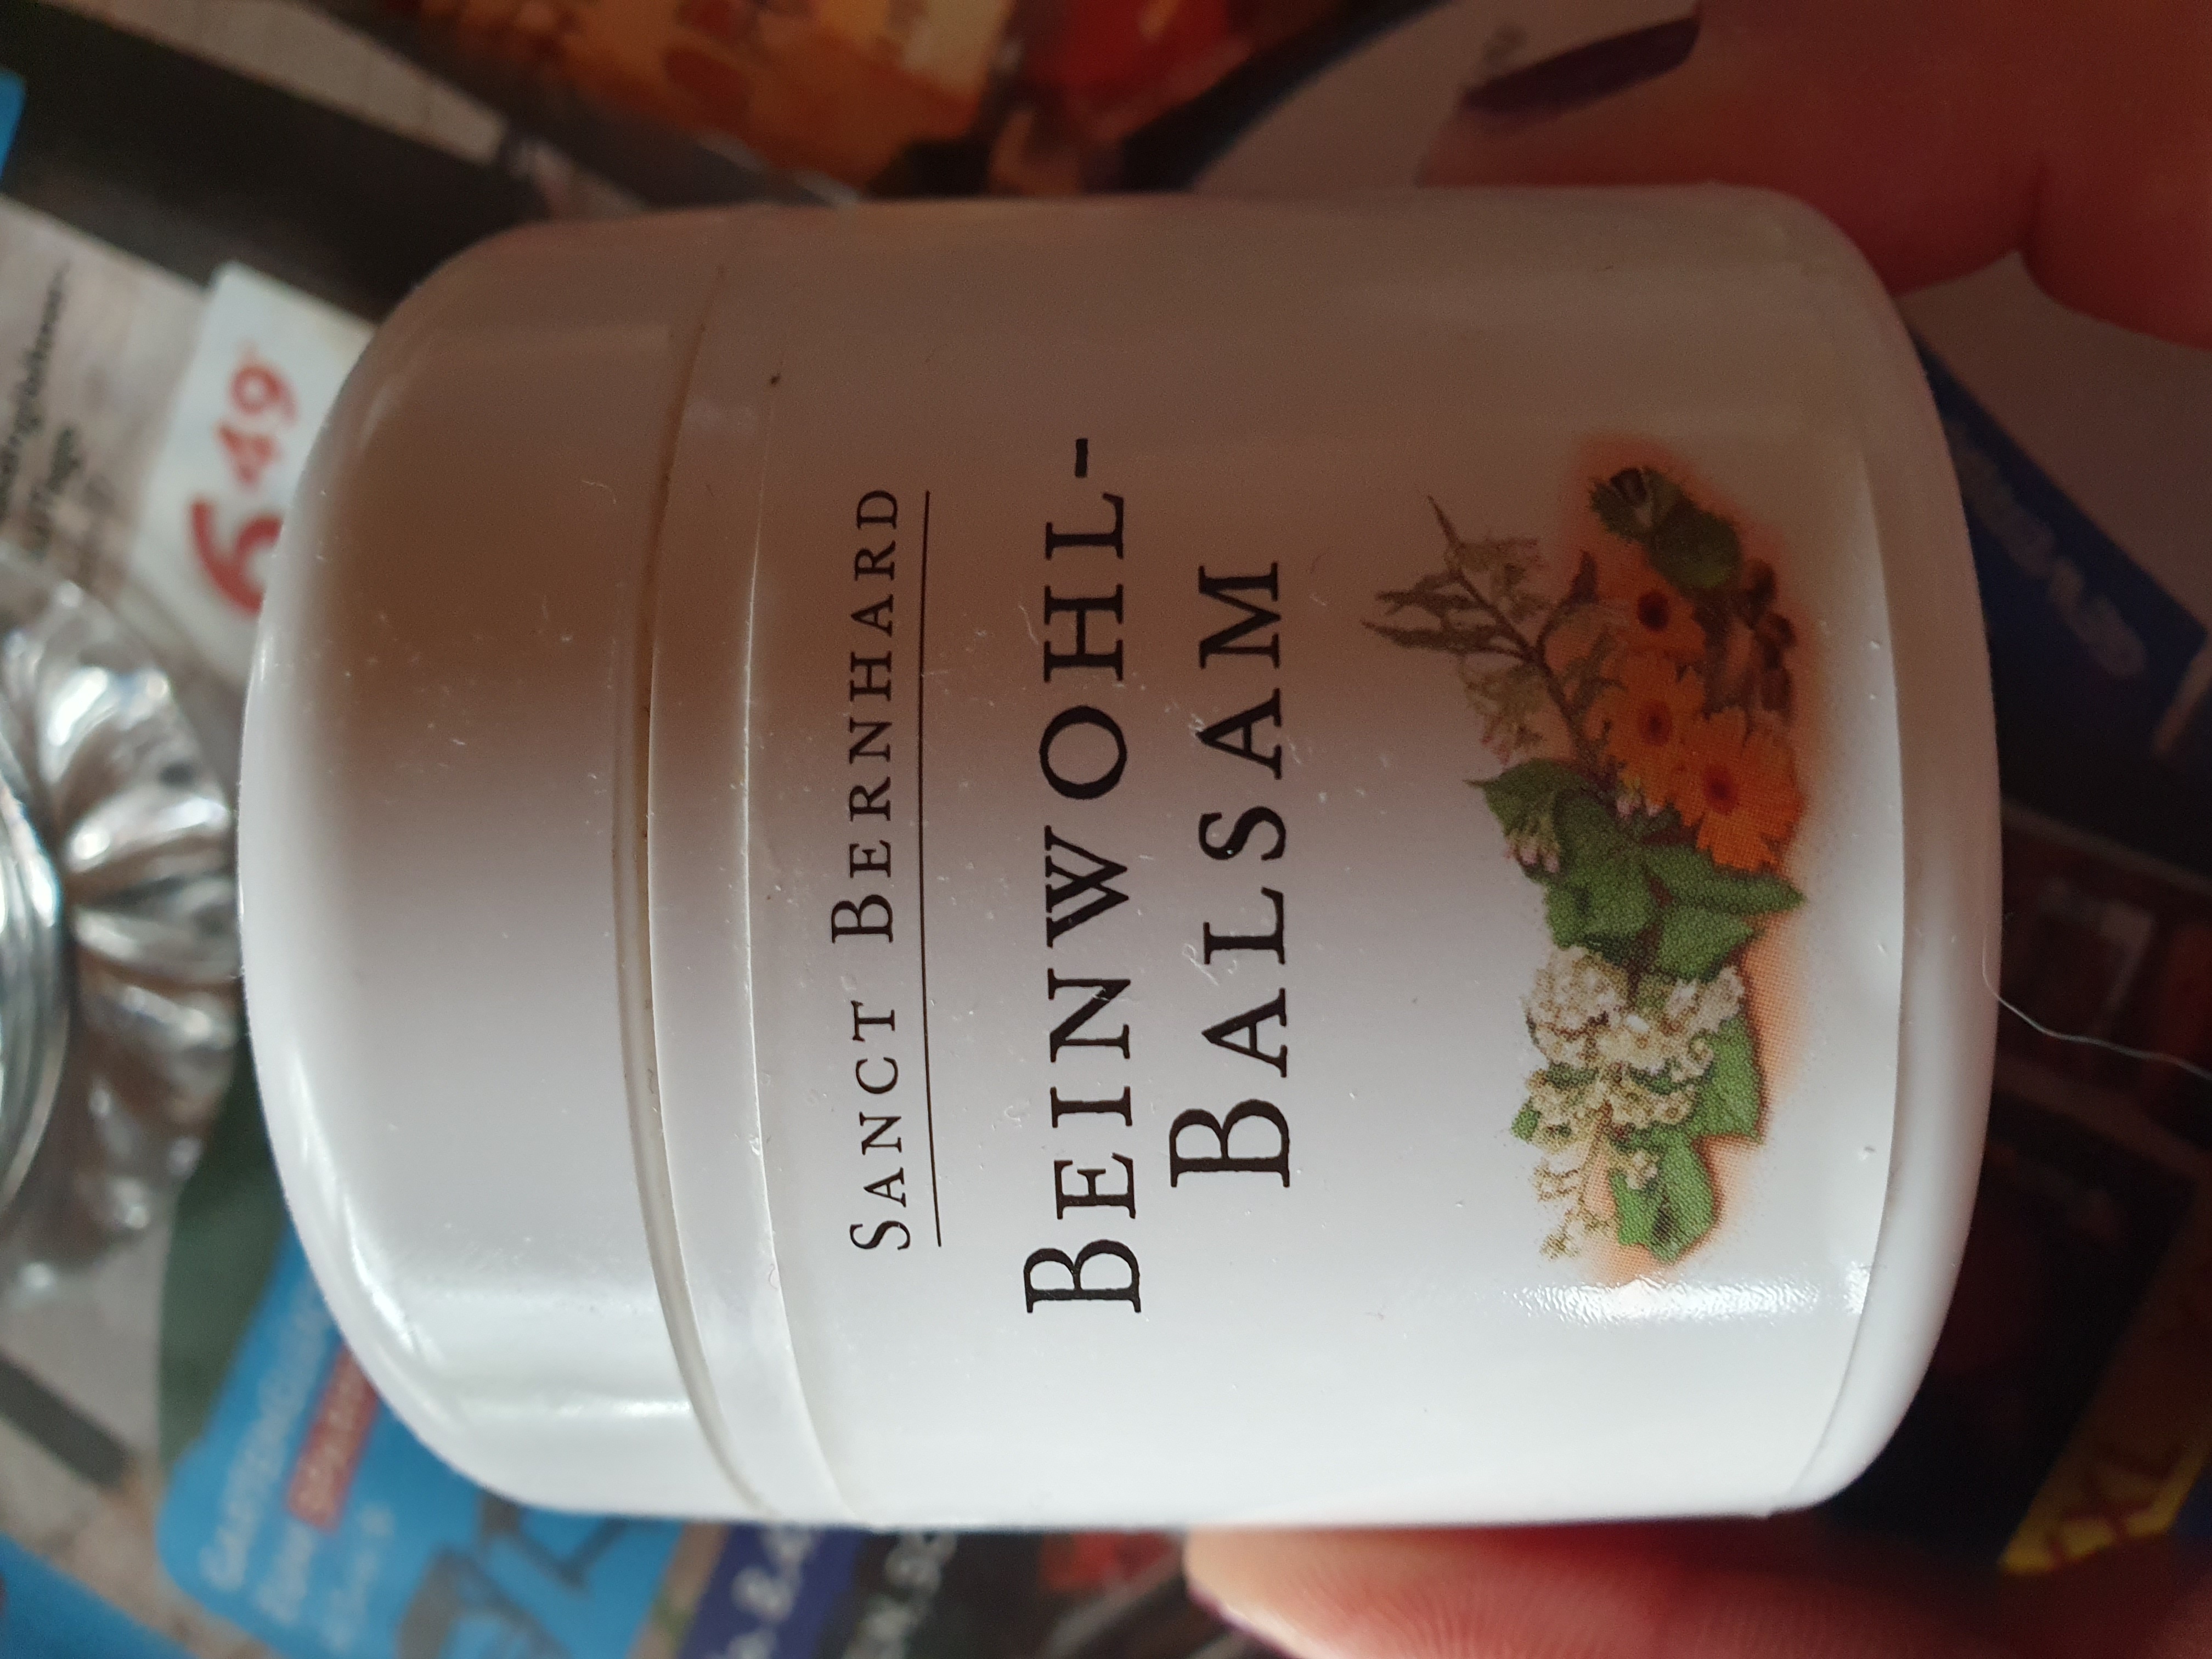 SANCT BERNHARD
BEINWOHL-
BALSAM
6.49